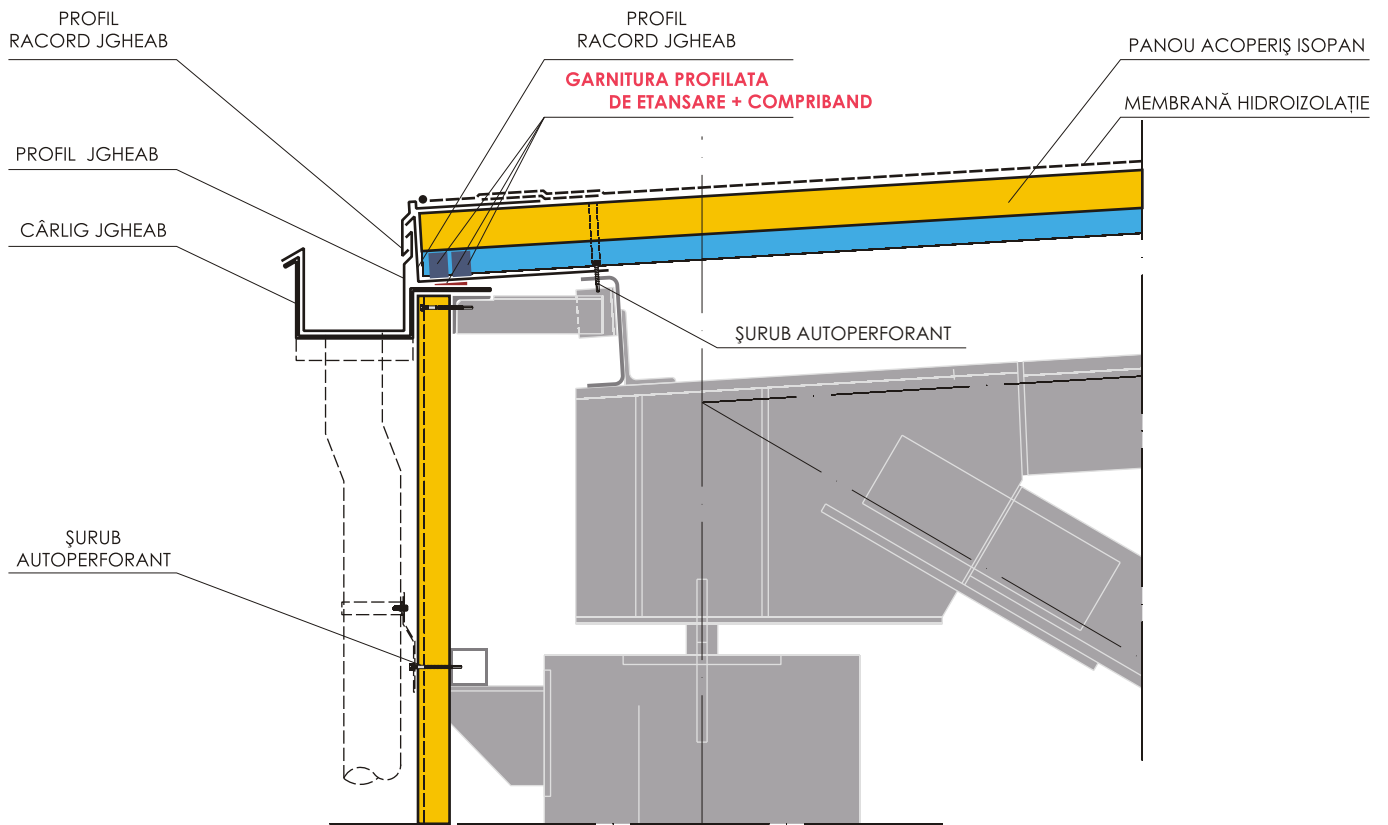 PROFIL
RACORD JGHEAB
PROFIL
RACORD JGHEAB
PANOU ACOPERIŞ ISOPAN
GARNITURA PROFILATA
DE ETANSARE + COMPRIBAND
MEMBRANĂ HIDROIZOLAŢIE
PROFIL JGHEAB
CÂRLIG JGHEAB
ŞURUB AUTOPERFORANT
ŞURUB
AUTOPERFORANT